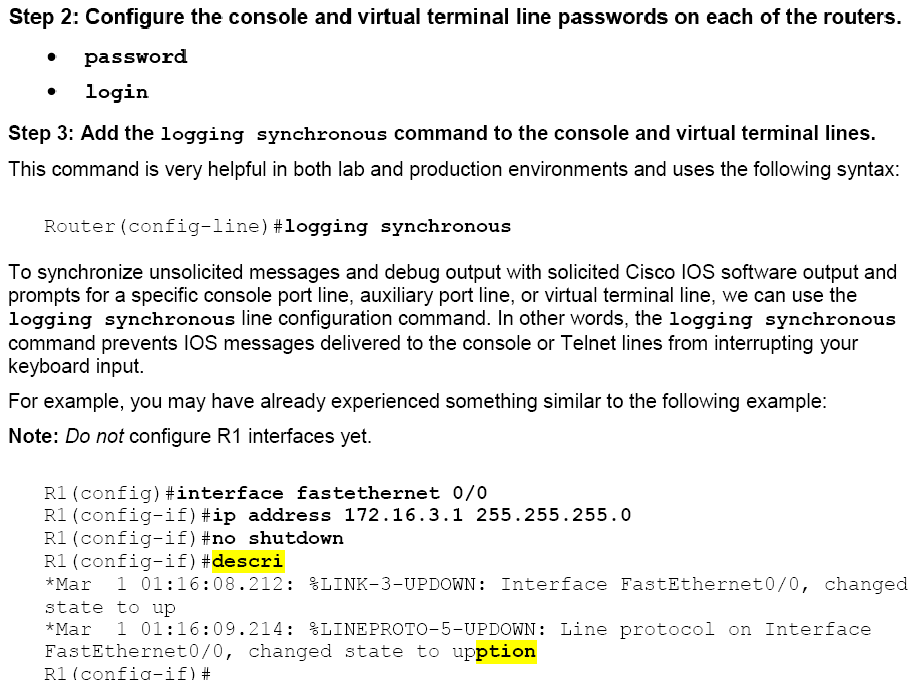 Step 2: Configure the console and virtual terminal line passwords on each of the routers.
• password
• login
Step 3: Add the logging synchronous command to the console and virtual terminal lines.
This command is very helpful in both lab and production environments and uses the following syntax:
Router(config-line)#logging synchronous
To synchronize unsolicited messages and debug output with solicited Cisco IOS software output and
prompts for a specific console port line, auxiliary port line, or virtual terminal line, we can use the
logging synchronous line configuration command. In other words, the logging synchronous
command prevents IOS messages delivered to the console or Telnet lines from interrupting your
keyboard input.
For example, you may have already experienced something similar to the following example:
Note: Do not configure R1 interfaces yet.
R1(config)#interface fastethernet 0/0
R1(config-if)#ip address 172.16.3.1 255.255.255.0
R1(config-if)#no shutdown
R1(config-if)#descri
*Mar  1 01:16:08.212: %LINK-3-UPDOWN: Interface FastEthernet0/0, changed
state to up
*Mar  1 01:16:09.214: %LINEPROTO-5-UPDOWN: Line protocol on Interface
FastEthernet0/0, changed state to upption
R1(config-if)#